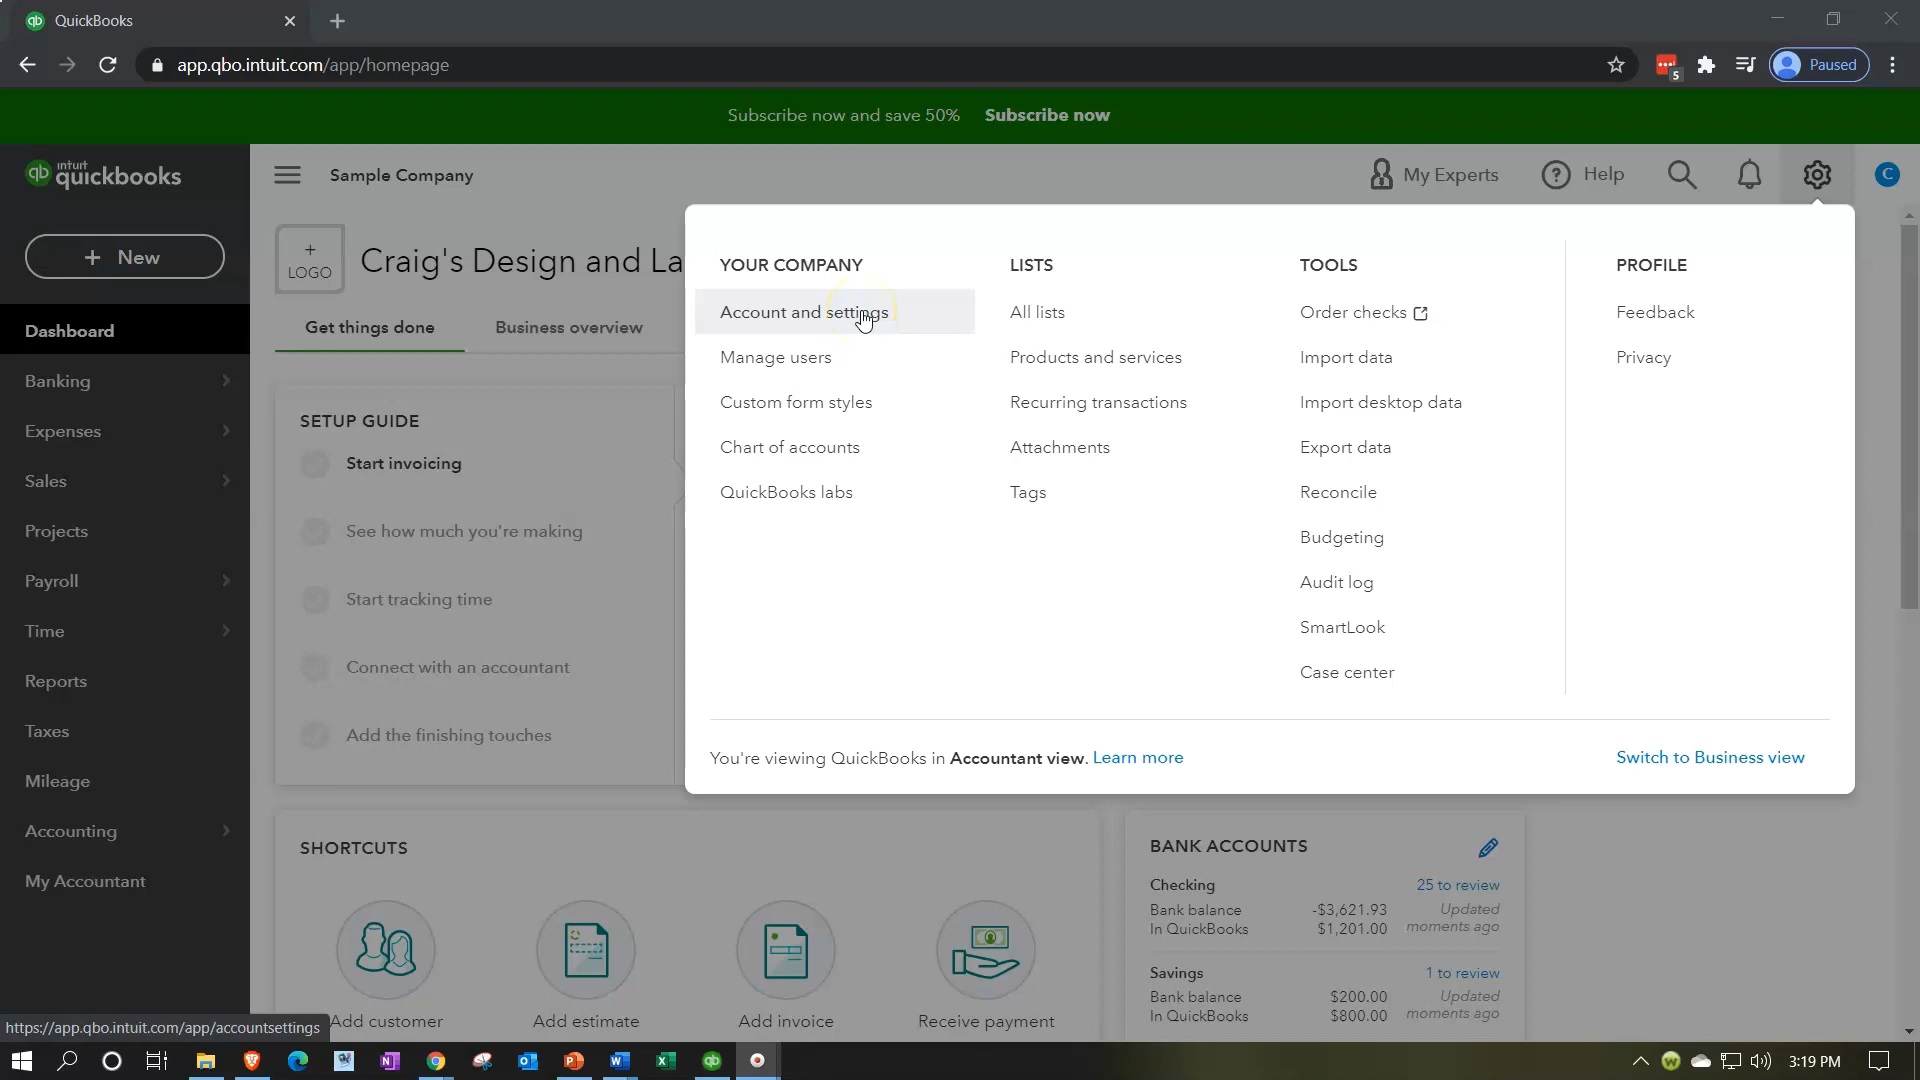 QuickBooks
app.qbo.intuit.com/app/homepage
5
Paused
Subscribe now and save 50% Subscribe now
qb intuit quickbooks
Sample Company
My Experts
Help
C
+ New
+ LOGO
Craig's Design and La
Get things done
Business overview
Dashboard
Banking
Expenses
Sales
Projects
Payroll
Time
Reports
Taxes
Mileage
Accounting
My Accountant
SETUP GUIDE
Start invoicing
See how much you're making
Start tracking time
Connect with an accountant
Add the finishing touches
YOUR COMPANY
Account and settings
Manage users
Custom form styles
Chart of accounts
QuickBooks labs
LISTS
All lists
Products and services
Recurring transactions
Attachments
Tags
TOOLS
Order checks
Import data
Import desktop data
Export data
Reconcile
Budgeting
Audit log
SmartLook
Case center
PROFILE
Feedback
Privacy
You're viewing QuickBooks in Accountant view. Learn more
Switch to Business view
SHORTCUTS
Add customer
Add estimate
Add invoice
Receive payment
BANK ACCOUNTS
Checking 25 to review
Bank balance -$3,621.93 Updated
In QuickBooks $1,201.00 moments ago
Savings 1 to review
Bank balance $200.00 Updated
In QuickBooks $800.00 moments ago
https://app.qbo.intuit.com/app/accountsettings
3:19 PM